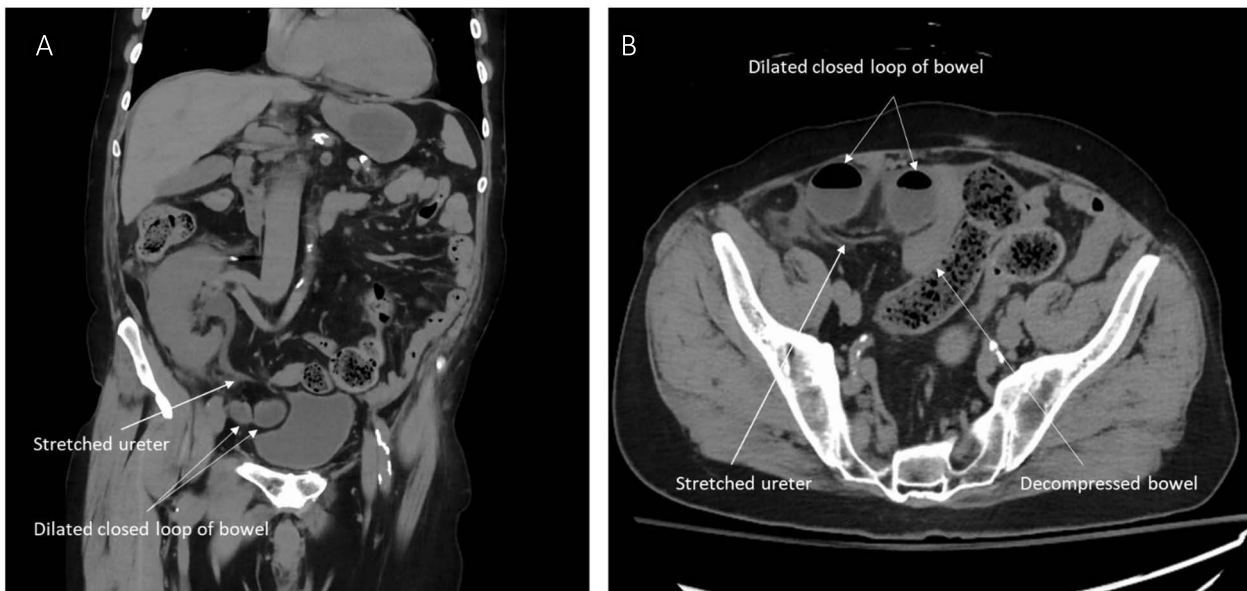 A
Stretched ureter
Dilated closed loop of bowel
B
Dilated closed loop of bowel
Stretched ureter
Decompressed bowel